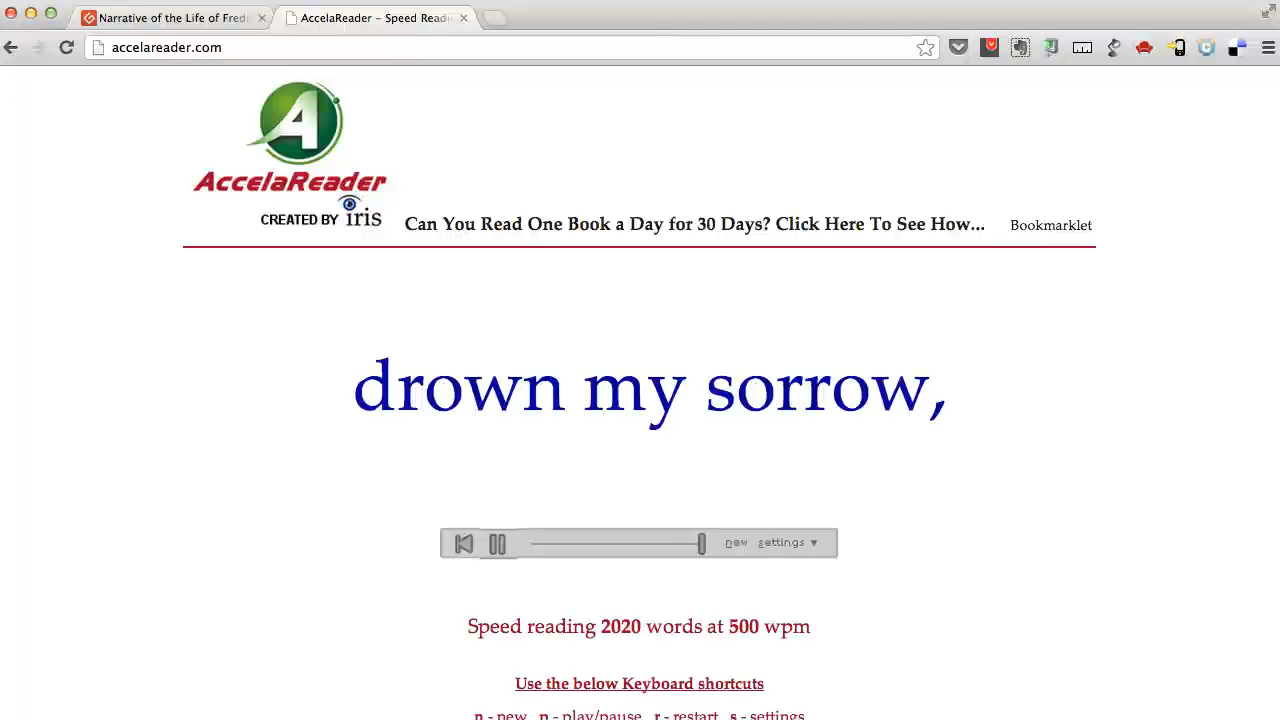 Narrative of the Life of Fred
AccelaReader – Speed Read
accelareader.com
A
AccelaReader
CREATED BY iris
Can You Read One Book a Day for 30 Days? Click Here To See How...
Bookmarklet
drown my sorrow,
new settings ▼
Speed reading 2020 words at 500 wpm
Use the below Keyboard shortcuts
n - new p - play/pause r - restart s - settings